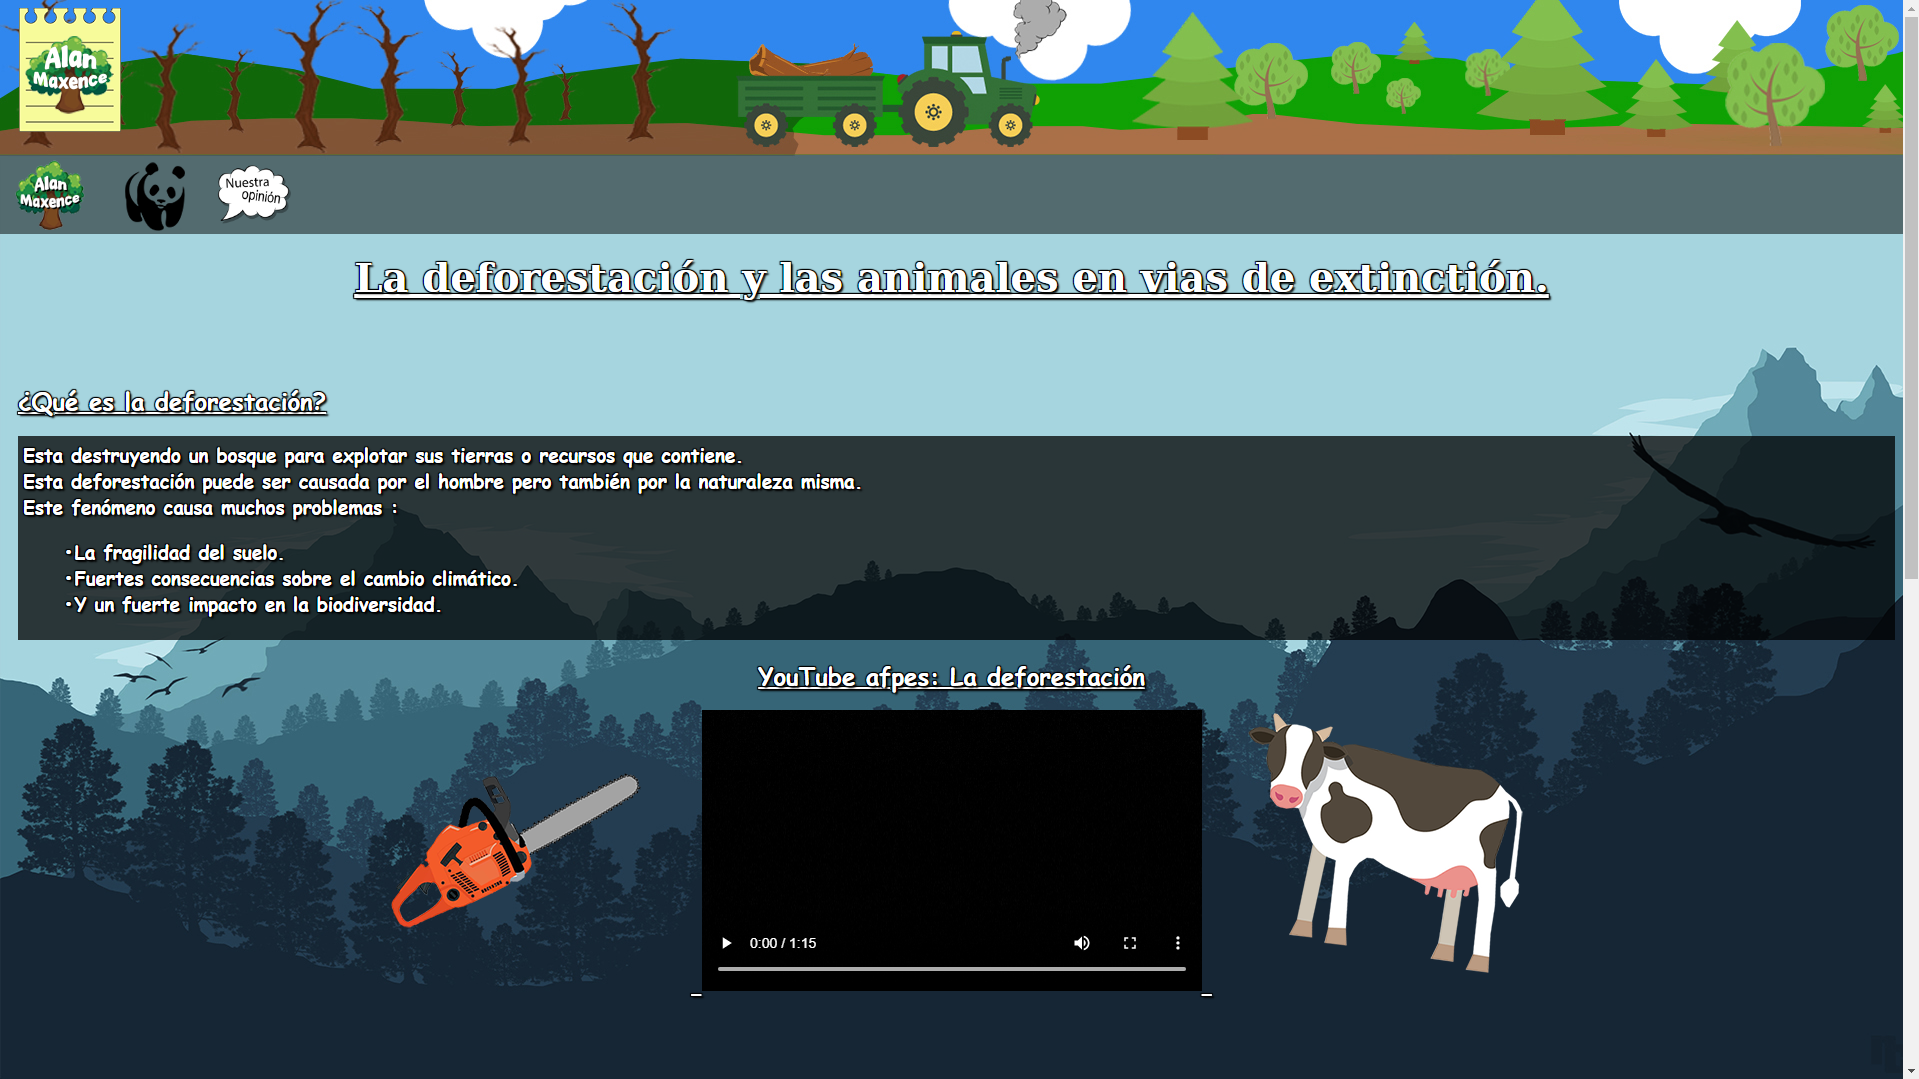 Alan
Maxence
Alan
Maxence
Nuestra
opinión
La deforestación y las animales en vias de extinctión.
¿Qué es la deforestación?
Esta destruyendo un bosque para explotar sus tierras o recursos que contiene.
Esta deforestación puede ser causada por el hombre pero también por la naturaleza misma.
Este fenómeno causa muchos problemas :
•La fragilidad del suelo.
•Fuertes consecuencias sobre el cambio climático.
•Y un fuerte impacto en la biodiversidad.
YouTube afpes: La deforestación
0:00 / 1:15